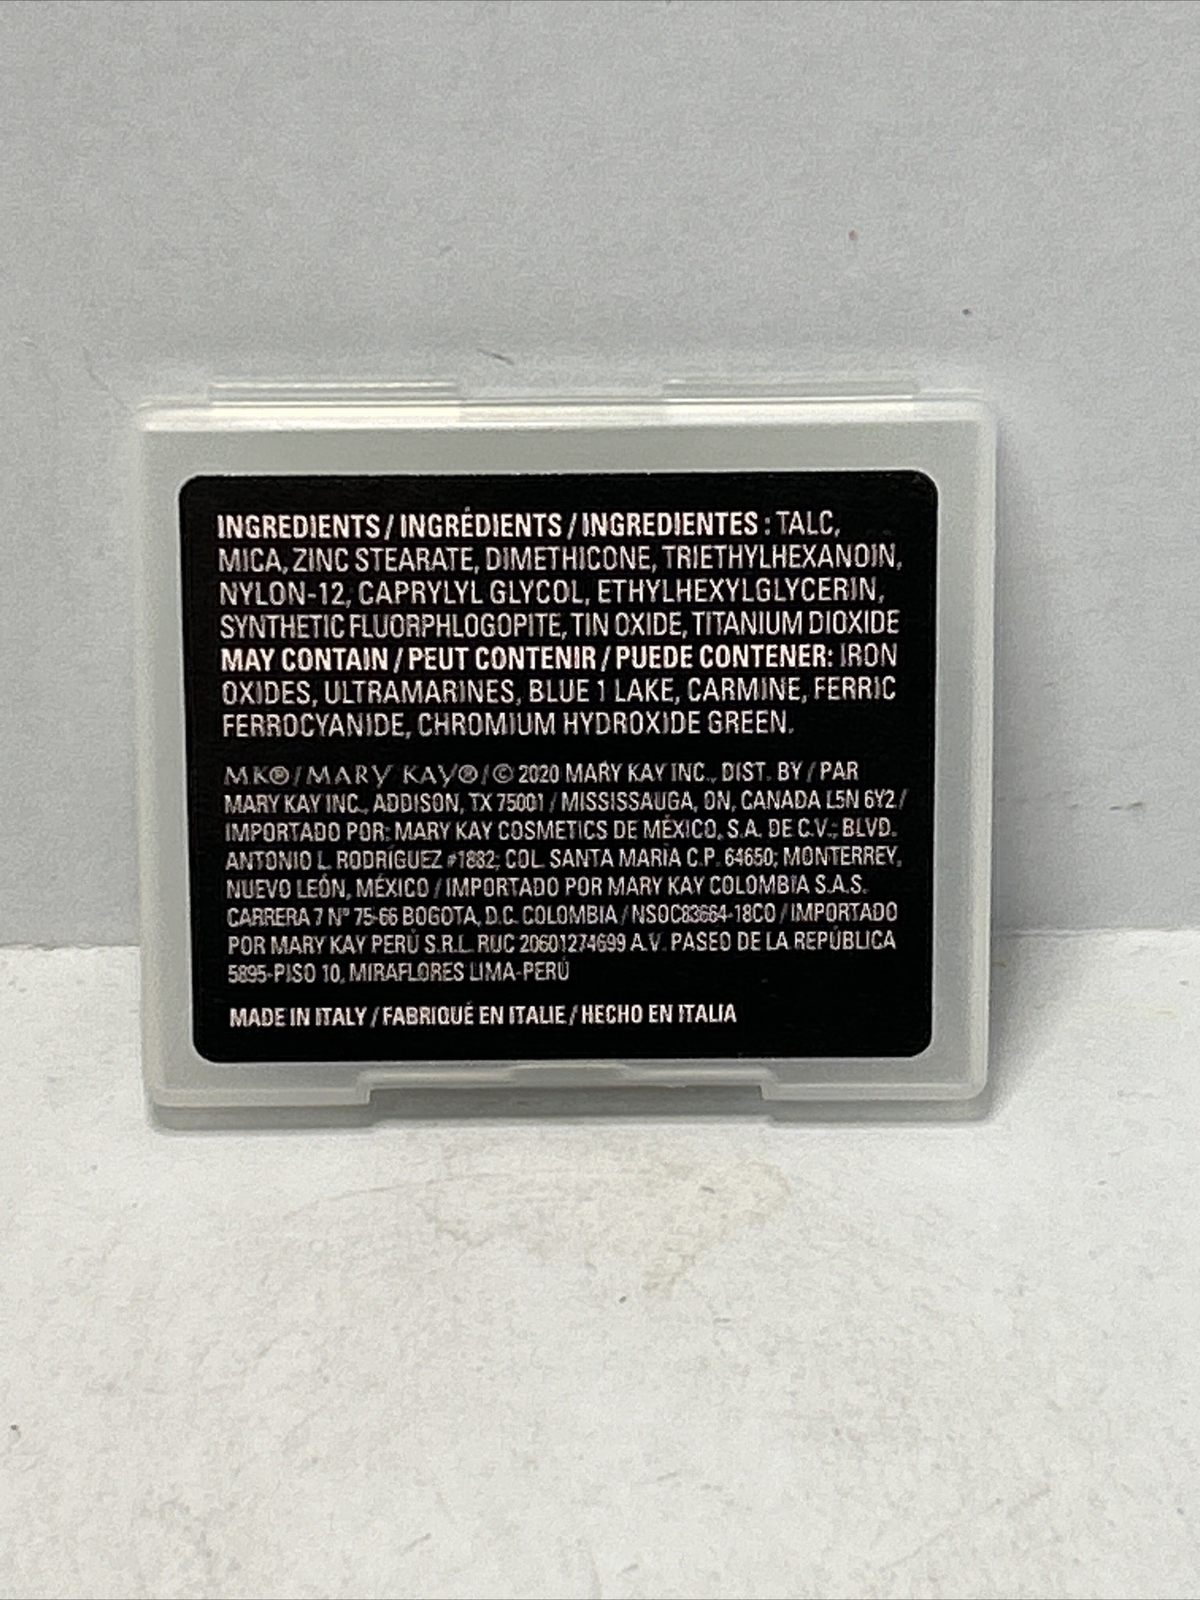 INGREDIENTS / INGRÉDIENTS / INGREDIENTES : TALC,
MICA, ZINC STEARATE, DIMETHICONE, TRIETHYLHEXANOIN,
NYLON-12, CAPRYLYL GLYCOL, ETHYLHEXYLGLYCERIN,
SYNTHETIC FLUORPHLOGOPITE, TIN OXIDE, TITANIUM DIOXIDE
MAY CONTAIN / PEUT CONTENIR / PUEDE CONTENER: IRON
OXIDES, ULTRAMARINES, BLUE 1 LAKE, CARMINE, FERRIC
FERROCYANIDE, CHROMIUM HYDROXIDE GREEN.
MK® / MARY KAY® / © 2020 MARY KAY INC., DIST. BY / PAR
MARY KAY INC., ADDISON, TX 75001 / MISSISSAUGA, ON, CANADA L5N 6Y2 /
IMPORTADO POR: MARY KAY COSMETICS DE MÉXICO, S.A. DE C.V.; BLVD.
ANTONIO L. RODRÍGUEZ #1882; COL. SANTA MARÍA C.P. 64650; MONTERREY,
NUEVO LEÓN, MÉXICO / IMPORTADO POR MARY KAY COLOMBIA S.A.S.
CARRERA 7 N° 75-66 BOGOTA, D.C. COLOMBIA / NSOC83664-18CO / IMPORTADO
POR MARY KAY PERÚ S.R.L. RUC 20601274699 A.V. PASEO DE LA REPÚBLICA
5895-PISO 10, MIRAFLORES LIMA-PERÚ
MADE IN ITALY / FABRIQUÉ EN ITALIE / HECHO EN ITALIA